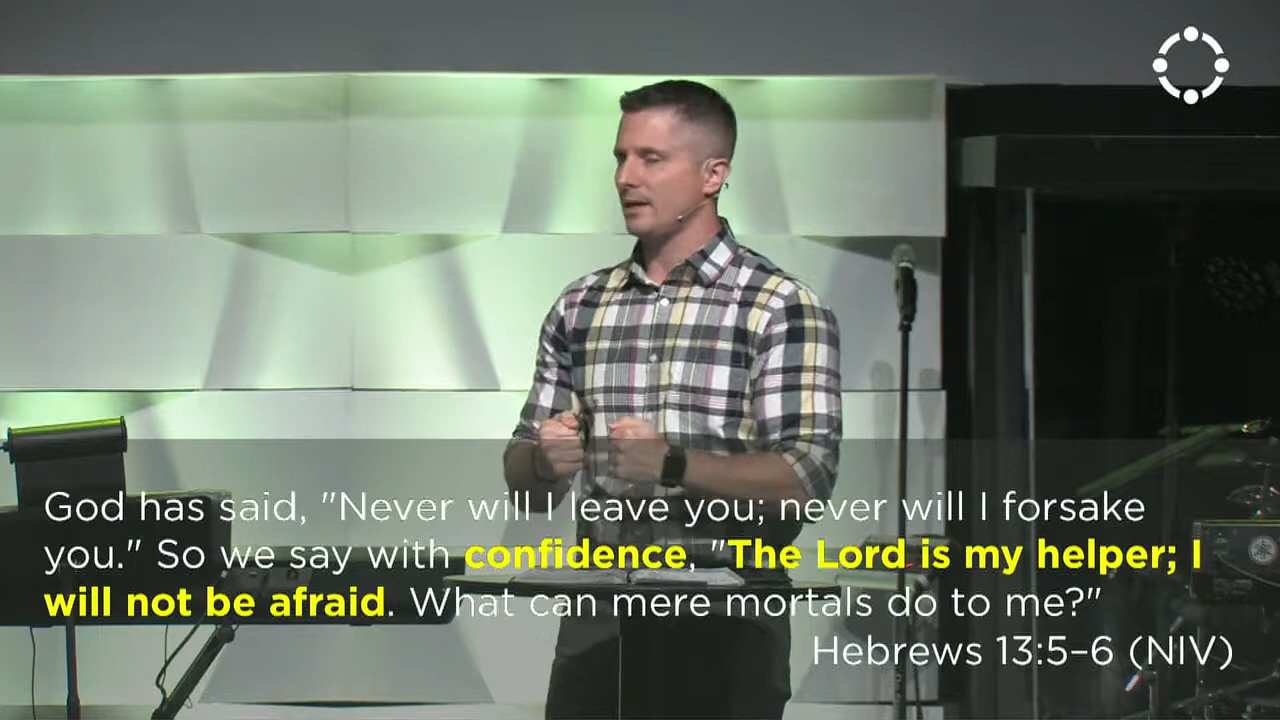 God has said, "Never will I leave you; never will I forsake
you." So we say with confidence, "The Lord is my helper; I
will not be afraid. What can mere mortals do to me?"
Hebrews 13:5–6 (NIV)